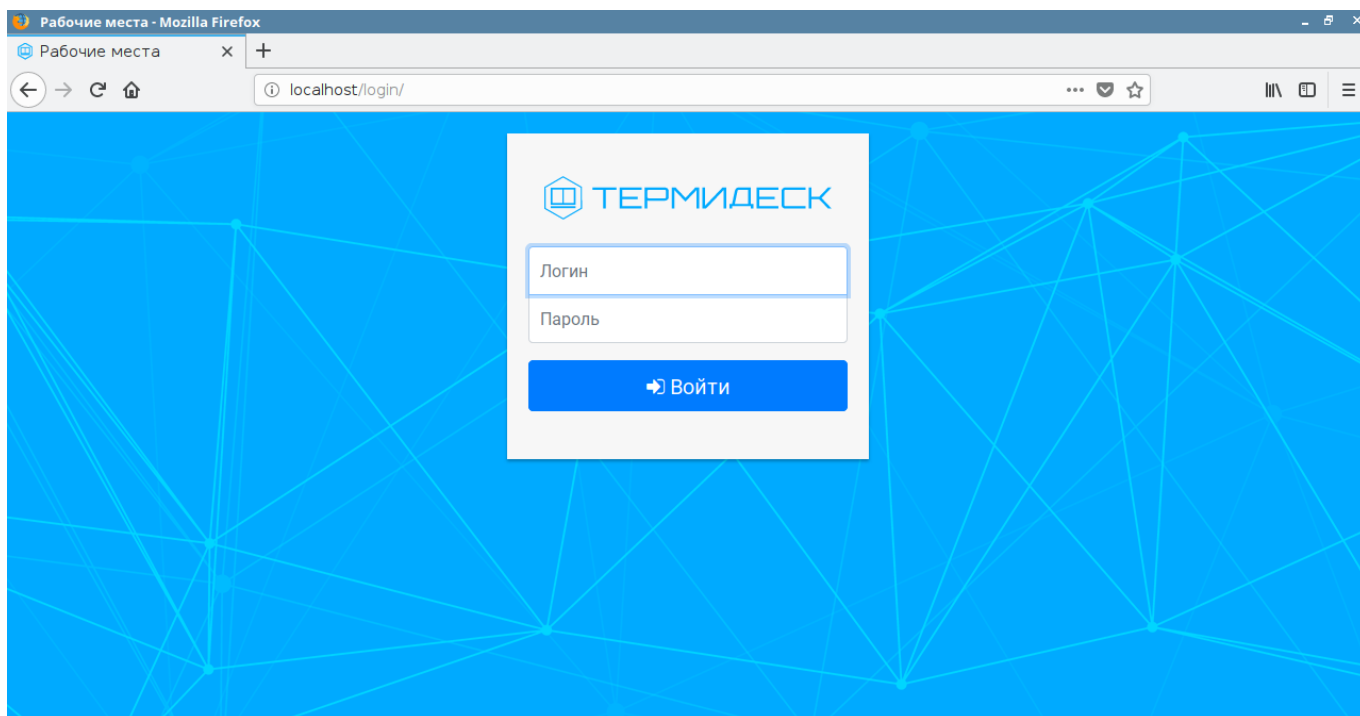 Рабочие места - Mozilla Firefox
Рабочие места
localhost/login/
ТЕРМИДЕСК
Логин
Пароль
Войти